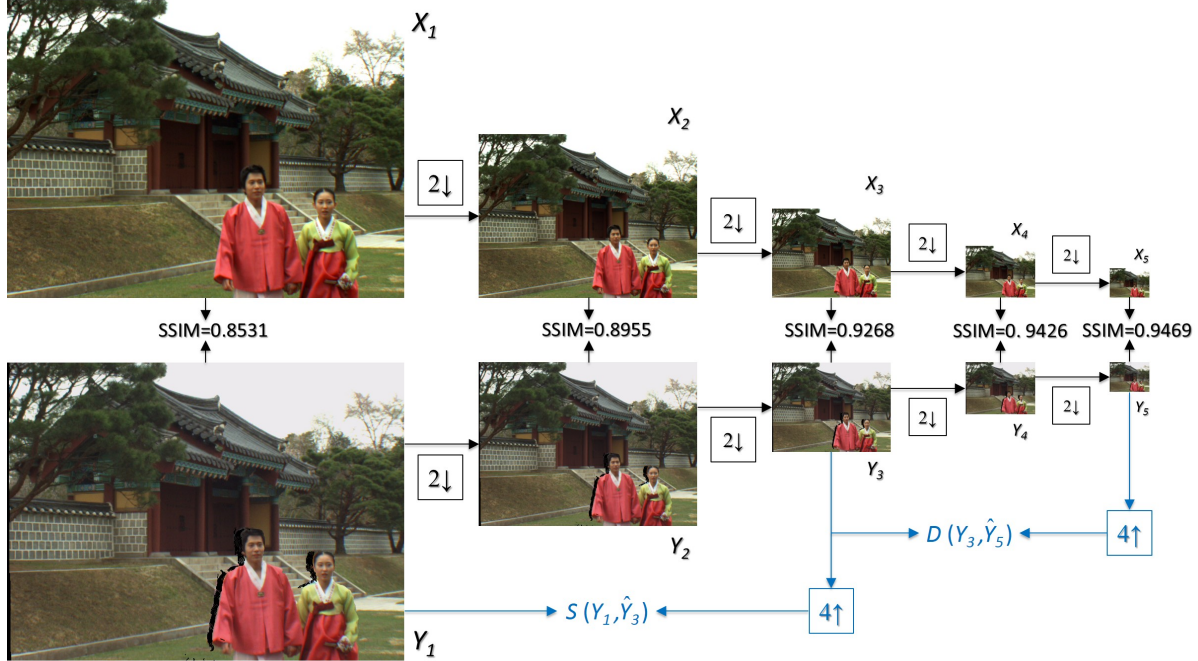 X₁
X₂
X₃
X₄
X₅
2↓
2↓
2↓
2↓
SSIM=0.8531
SSIM=0.8955
SSIM=0.9268
SSIM=0. 9426
SSIM=0.9469
2↓
2↓
2↓
2↓
Y₁
Y₂
Y₃
Y₄
Y₅
D (Y₃,Ŷ₅)
4↑
S (Y₁,Ŷ₃)
4↑